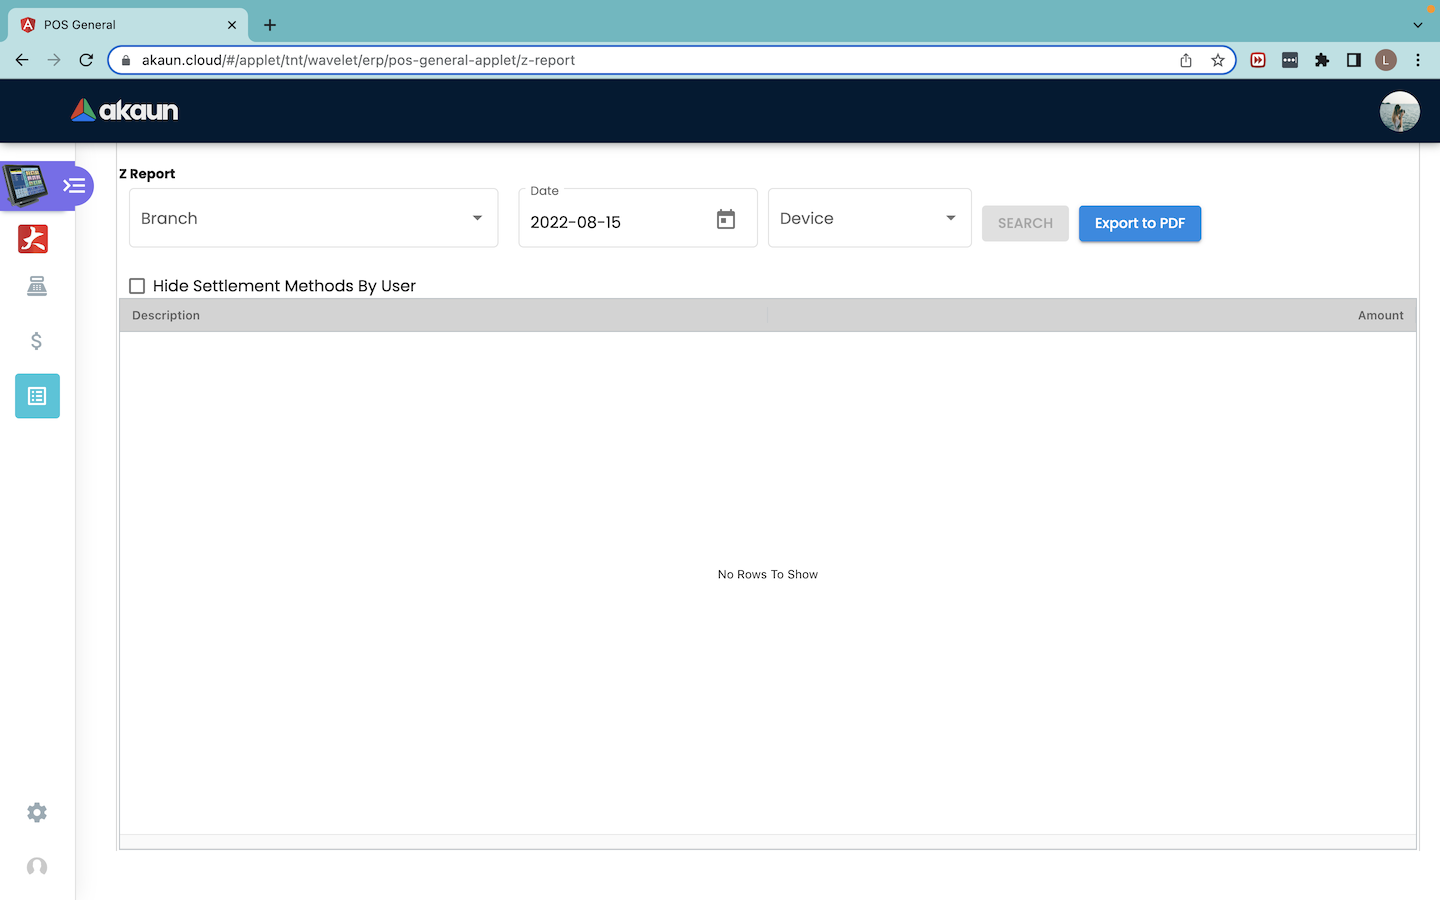 POS General
akaun.cloud/#/applet/tnt/wavelet/erp/pos-general-applet/z-report
L
akaun
Z Report
Branch
Date
2022-08-15
Device
SEARCH
Export to PDF
Hide Settlement Methods By User
Description
Amount
No Rows To Show